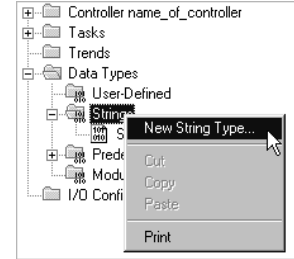 Controller name_of_controller
Tasks
Trends
Data Types
User-Defined
Strings
New String Type...
S
Cut
Prede
Copy
Modu
Paste
I/O Confi
Print